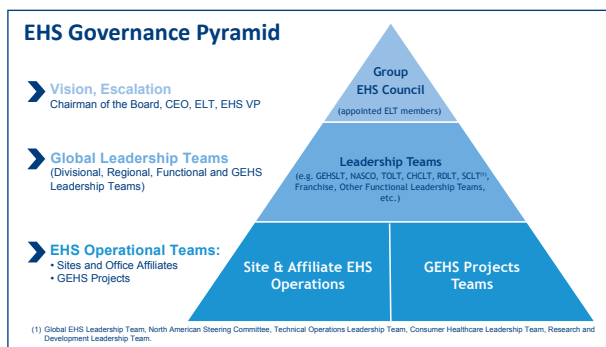 EHS Governance Pyramid
Vision, Escalation
Chairman of the Board, CEO, ELT, EHS VP
Global Leadership Teams
(Divisional, Regional, Functional and GEHS
Leadership Teams)
EHS Operational Teams:
• Sites and Office Affiliates
• GEHS Projects
Group
EHS Council
(appointed ELT members)
Leadership Teams
(e.g. GEHSLT, NASCO, TOLT, CHCLT, RDLT, SCLT(1),
Franchise, Other Functional Leadership Teams,
etc.)
Site & Affiliate EHS
Operations
GEHS Projects
Teams
(1) Global EHS Leadership Team, North American Steering Committee, Technical Operations Leadership Team, Consumer Healthcare Leadership Team, Research and
Development Leadership Team.